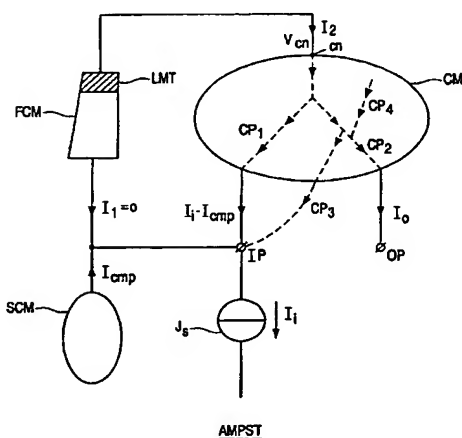 I2
Vcn
cn
LMT
FCM
CM
CP4
CP1
CP2
CP3
I1=o
Ii-Icmp
Io
IP
OP
Icmp
SCM
Js
Ii
AMPST